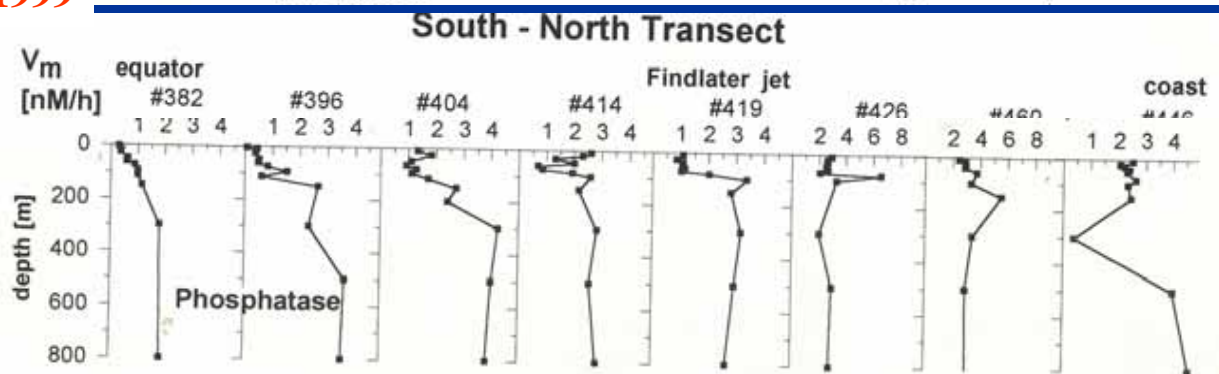 1999
South - North Transect
Vm equator Findlater jet coast
[nM/h] #382 #396 #404 #414 #419 #426
0 1 2 3 4 1 2 3 4 1 2 3 4 1 2 3 4 1 2 3 4 2 4 6 8 2 4 6 8 1 2 3 4
200
400
600
800
depth [m]
Phosphatase